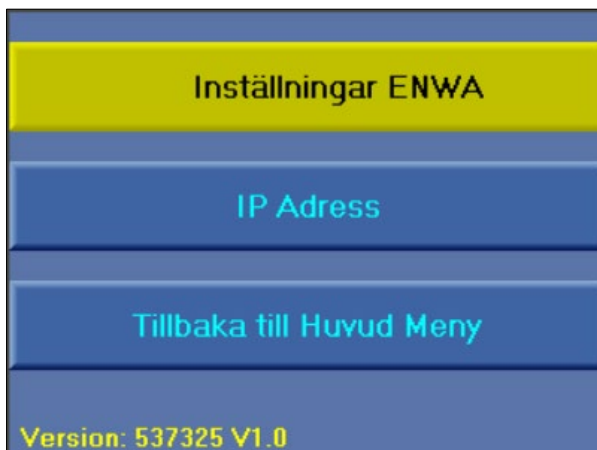 Inställningar ENWA
IP Adress
Tillbaka till Huvud Meny
Version: 537325 V1.0